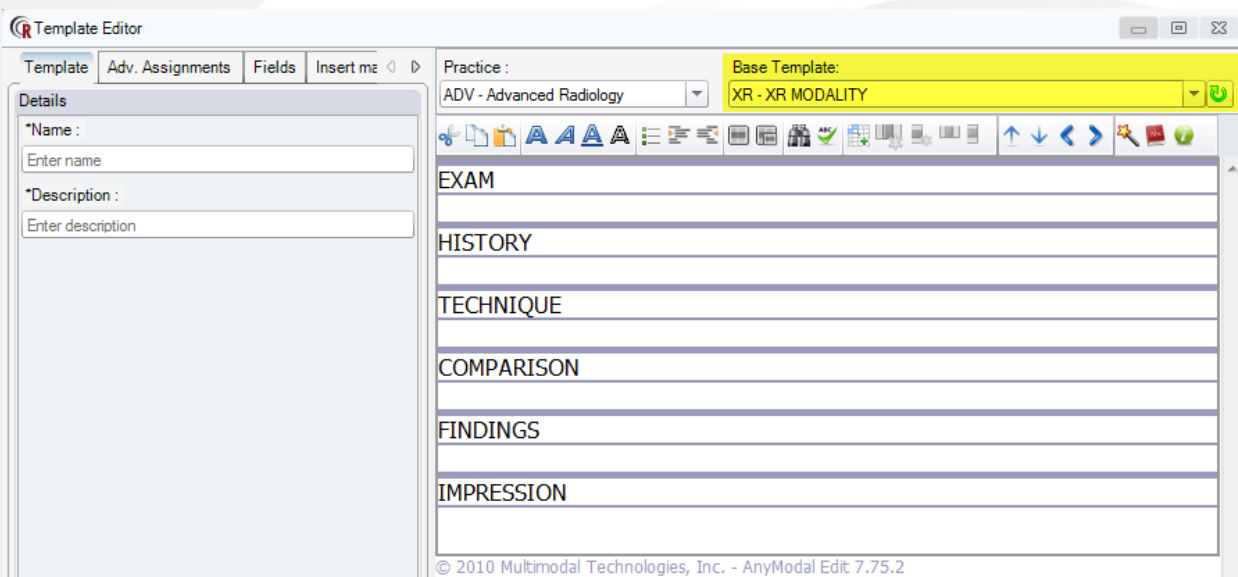 Template Editor
Template Adv. Assignments Fields Insert ma
Details
*Name :
Enter name
*Description :
Enter description
Practice :
ADV - Advanced Radiology
Base Template:
XR - XR MODALITY
EXAM
HISTORY
TECHNIQUE
COMPARISON
FINDINGS
IMPRESSION
© 2010 Multimodal Technologies, Inc. - AnyModal Edit 7.75.2